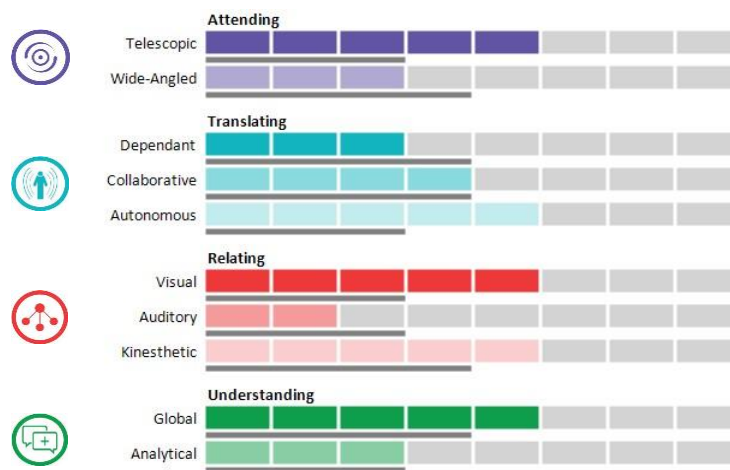 Attending
Telescopic
Wide-Angled
Translating
Dependant
Collaborative
Autonomous
Relating
Visual
Auditory
Kinesthetic
Understanding
Global
Analytical